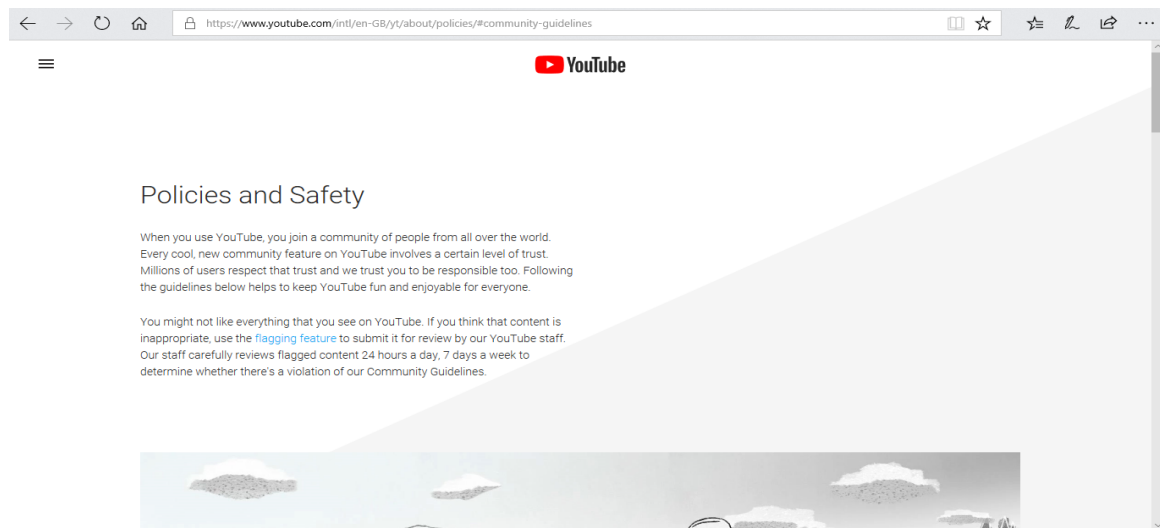 https://www.youtube.com/intl/en-GB/yt/about/policies/#community-guidelines
YouTube
Policies and Safety
When you use YouTube, you join a community of people from all over the world.
Every cool, new community feature on YouTube involves a certain level of trust.
Millions of users respect that trust and we trust you to be responsible too. Following
the guidelines below helps to keep YouTube fun and enjoyable for everyone.
You might not like everything that you see on YouTube. If you think that content is
inappropriate, use the flagging feature to submit it for review by our YouTube staff.
Our staff carefully reviews flagged content 24 hours a day, 7 days a week to
determine whether there's a violation of our Community Guidelines.